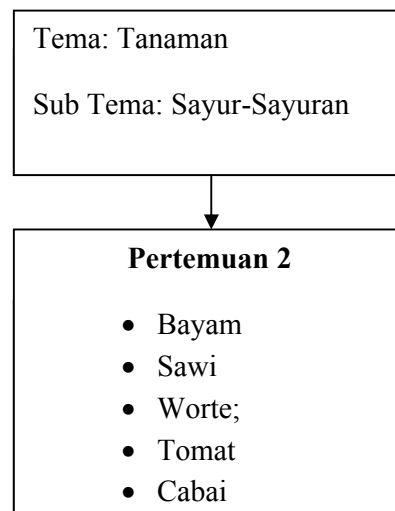 Tema: Tanaman
Sub Tema: Sayur-Sayuran
Pertemuan 2
• Bayam
• Sawi
• Worte;
• Tomat
• Cabai